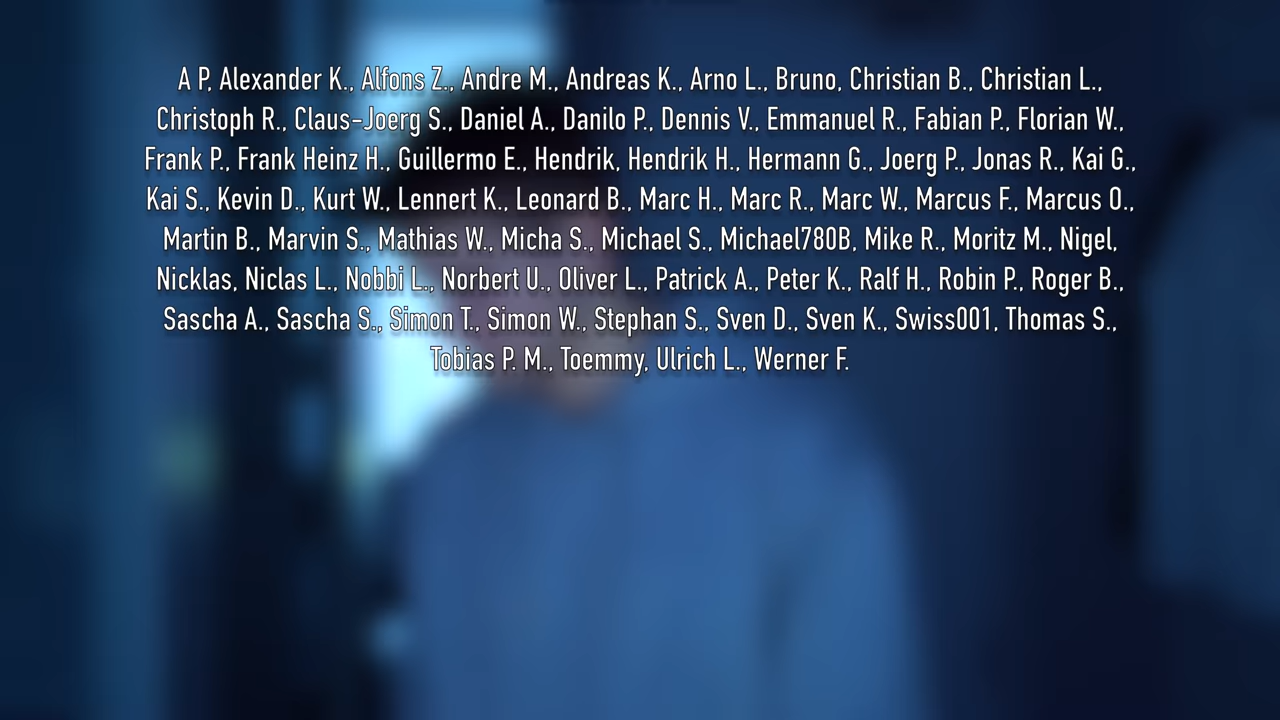 A P, Alexander K., Alfons Z., Andre M., Andreas K., Arno L., Bruno, Christian B., Christian L.,
Christoph R., Claus-Joerg S., Daniel A., Danilo P., Dennis V., Emmanuel R., Fabian P., Florian W.,
Frank P., Frank Heinz H., Guillermo E., Hendrik, Hendrik H., Hermann G., Joerg P., Jonas R., Kai G.,
Kai S., Kevin D., Kurt W., Lennert K., Leonard B., Marc H., Marc R., Marc W., Marcus F., Marcus O.,
Martin B., Marvin S., Mathias W., Micha S., Michael S., Michael780B, Mike R., Moritz M., Nigel,
Nicklas, Niclas L., Nobbi L., Norbert U., Oliver L., Patrick A., Peter K., Ralf H., Robin P., Roger B.,
Sascha A., Sascha S., Simon T., Simon W., Stephan S., Sven D., Sven K., Swiss001, Thomas S.,
Tobias P. M., Toemmy, Ulrich L., Werner F.